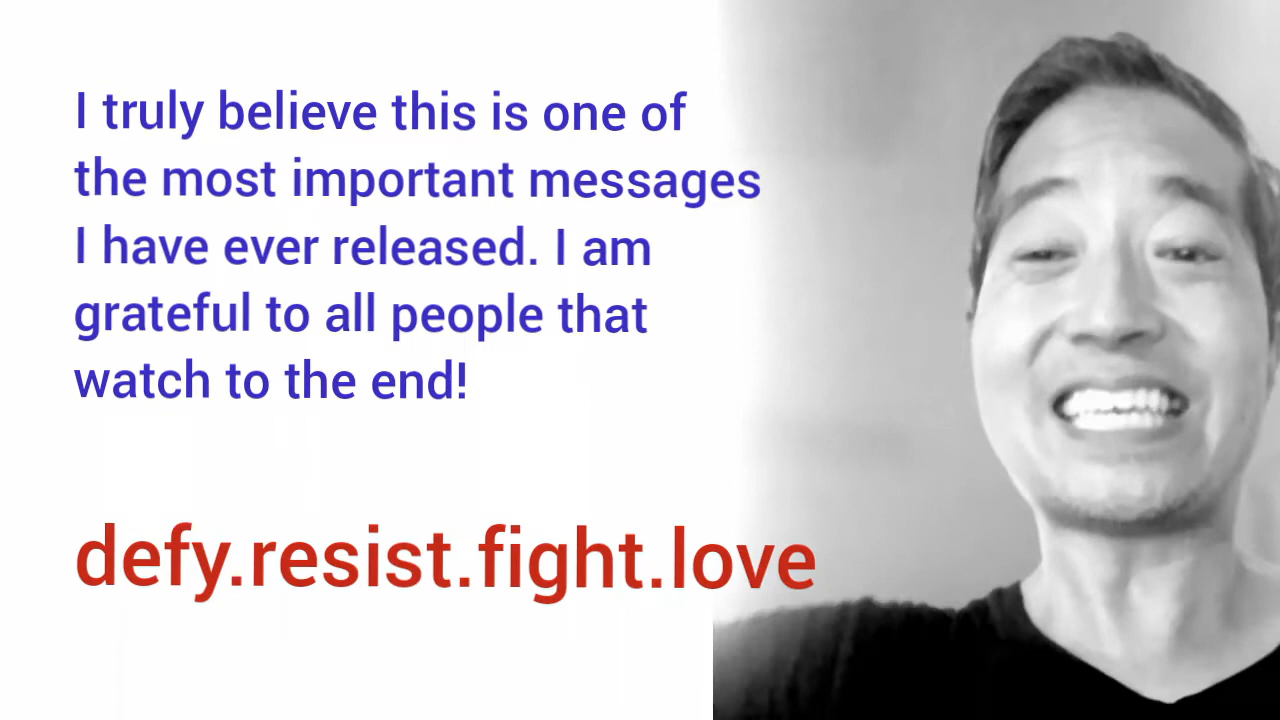 I truly believe this is one of
the most important messages
I have ever released. I am
grateful to all people that
watch to the end!
defy.resist.fight.love